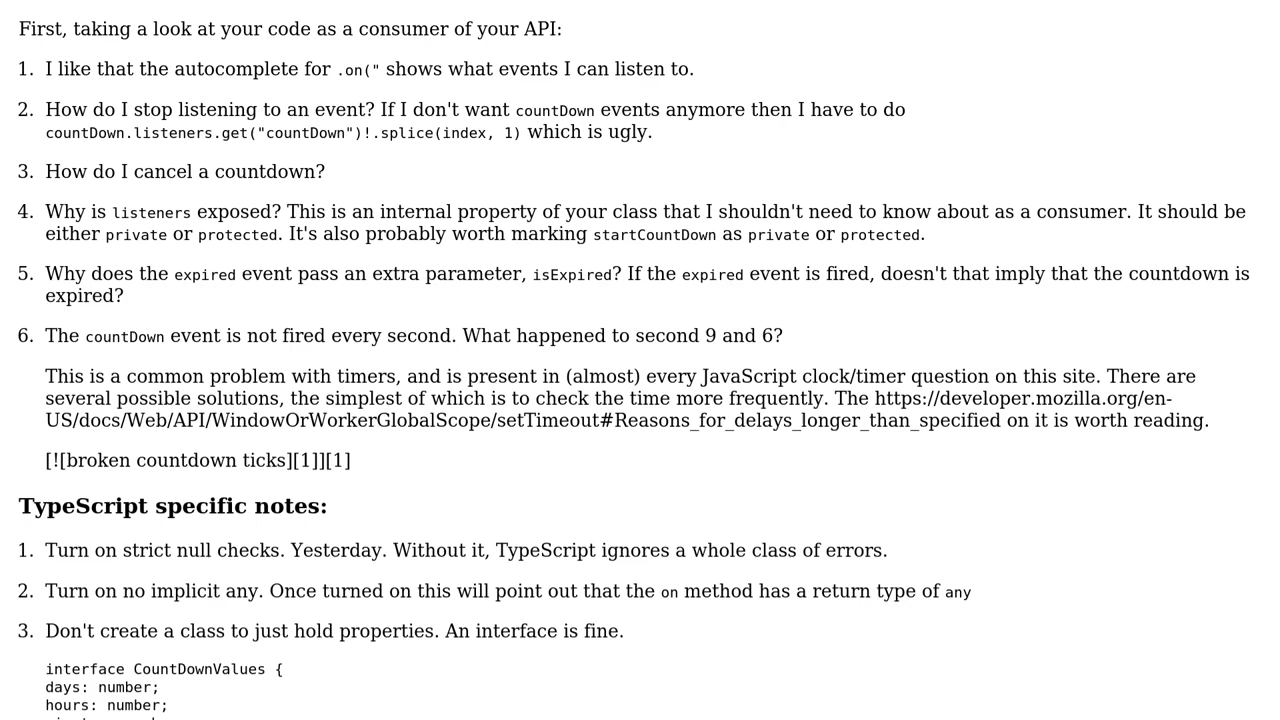 First, taking a look at your code as a consumer of your API:
1. I like that the autocomplete for .on(" shows what events I can listen to.
2. How do I stop listening to an event? If I don't want countDown events anymore then I have to do
countDown.listeners.get("countDown")!.splice(index, 1) which is ugly.
3. How do I cancel a countdown?
4. Why is listeners exposed? This is an internal property of your class that I shouldn't need to know about as a consumer. It should be
either private or protected. It's also probably worth marking startCountDown as private or protected.
5. Why does the expired event pass an extra parameter, isExpired? If the expired event is fired, doesn't that imply that the countdown is
expired?
6. The countDown event is not fired every second. What happened to second 9 and 6?
This is a common problem with timers, and is present in (almost) every JavaScript clock/timer question on this site. There are
several possible solutions, the simplest of which is to check the time more frequently. The https://developer.mozilla.org/en-
US/docs/Web/API/WindowOrWorkerGlobalScope/setTimeout#Reasons_for_delays_longer_than_specified on it is worth reading.
[![broken countdown ticks][1]][1]
TypeScript specific notes:
1. Turn on strict null checks. Yesterday. Without it, TypeScript ignores a whole class of errors.
2. Turn on no implicit any. Once turned on this will point out that the on method has a return type of any
3. Don't create a class to just hold properties. An interface is fine.
interface CountDownValues {
days: number;
hours: number;